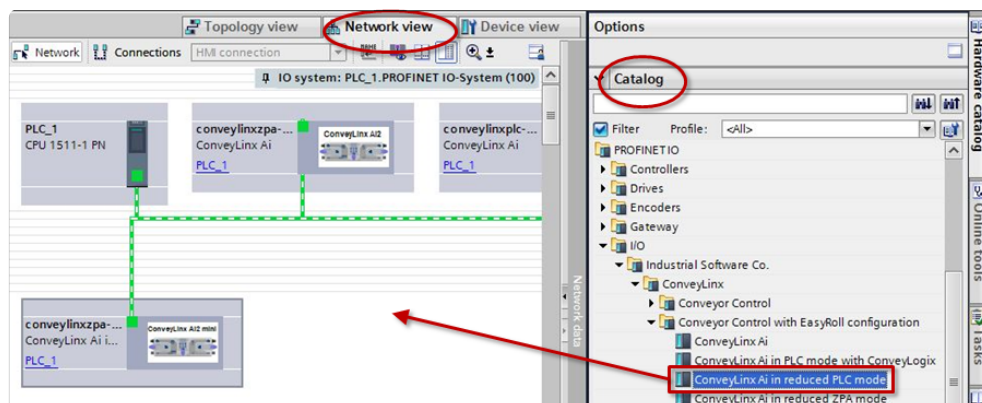 Topology view
Network view
Device view
Options
Network
Connections
HMI connection
IO system: PLC_1.PROFINET IO-System (100)
Catalog
PLC_1
CPU 1511-1 PN
conveylinxzpa-...
ConveyLinx Ai
PLC_1
ConveyLinx AI2
conveylinxplc-...
ConveyLinx Ai
PLC_1
Filter
Profile:
<All>
PROFINET IO
Controllers
Drives
Encoders
Gateway
I/O
Industrial Software Co.
ConveyLinx
Conveyor Control
Conveyor Control with EasyRoll configuration
ConveyLinx Ai
ConveyLinx Ai in PLC mode with ConveyLogix
ConveyLinx Ai in reduced PLC mode
ConveyLinx Ai in reduced ZPA mode
conveylinxzpa-...
ConveyLinx Ai i...
PLC_1
ConveyLinx AI2 mini
Network data
Hardware catalog
Online tools
Tasks